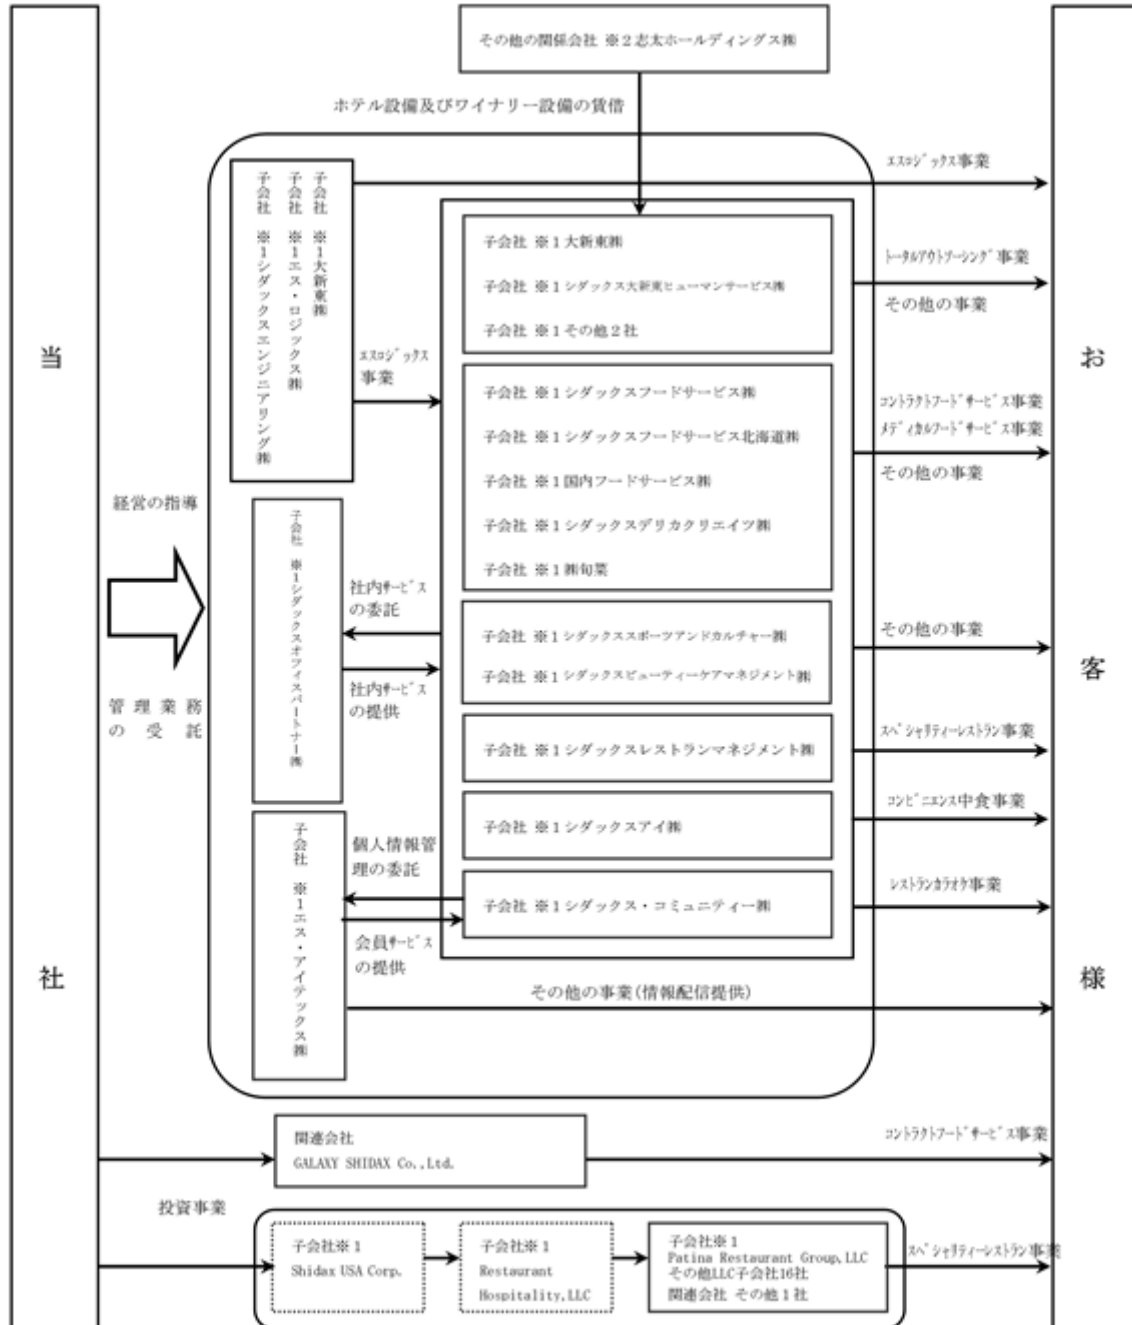 その他の関係会社 ※2志太ホールディングス㈱
ホテル設備及びワイナリー設備の賃借
当
社
経営の指導
管理業務
の受託
子会社 ※1大新東㈱
子会社 ※1エス・ロジックス㈱
子会社 ※1シダックスエンジニアリング㈱
ｴｽﾛｼﾞｯｸｽ
事業
子会社 ※1シダックスオフィスパートナー㈱
社内ｻｰﾋﾞｽ
の委託
社内ｻｰﾋﾞｽ
の提供
子会社 ※1エス・アイテックス㈱
個人情報管
理の委託
会員ｻｰﾋﾞｽ
の提供
子会社 ※1大新東㈱
子会社 ※1シダックス大新東ヒューマンサービス㈱
子会社 ※1その他2社
子会社 ※1シダックスフードサービス㈱
子会社 ※1シダックスフードサービス北海道㈱
子会社 ※1国内フードサービス㈱
子会社 ※1シダックスデリカクリエイツ㈱
子会社 ※1㈱旬菜
子会社 ※1シダックススポーツアンドカルチャー㈱
子会社 ※1シダックスビューティーケアマネジメント㈱
子会社 ※1シダックスレストランマネジメント㈱
子会社 ※1シダックスアイ㈱
子会社 ※1シダックス・コミュニティー㈱
その他の事業(情報配信提供)
ｴｽﾛｼﾞｯｸｽ事業
ﾄｰﾀﾙｱｳﾄｿｰｼﾝｸﾞ事業
その他の事業
ｺﾝﾄﾗｸﾄﾌｰﾄﾞｻｰﾋﾞｽ事業
ﾒﾃﾞｨｶﾙﾌｰﾄﾞｻｰﾋﾞｽ事業
その他の事業
その他の事業
ｽﾍﾟｼｬﾘﾃｨｰﾚｽﾄﾗﾝ事業
ｺﾝﾋﾞﾆｴﾝｽ中食事業
ﾚｽﾄﾗﾝｶﾗｵｹ事業
お
客
様
関連会社
GALAXY SHIDAX Co.,Ltd.
ｺﾝﾄﾗｸﾄﾌｰﾄﾞｻｰﾋﾞｽ事業
投資事業
子会社※1
Shidax USA Corp.
子会社※1
Restaurant
Hospitality,LLC
子会社※1
Patina Restaurant Group,LLC
その他LLC子会社16社
関連会社 その他1社
ｽﾍﾟｼｬﾘﾃｨｰﾚｽﾄﾗﾝ事業